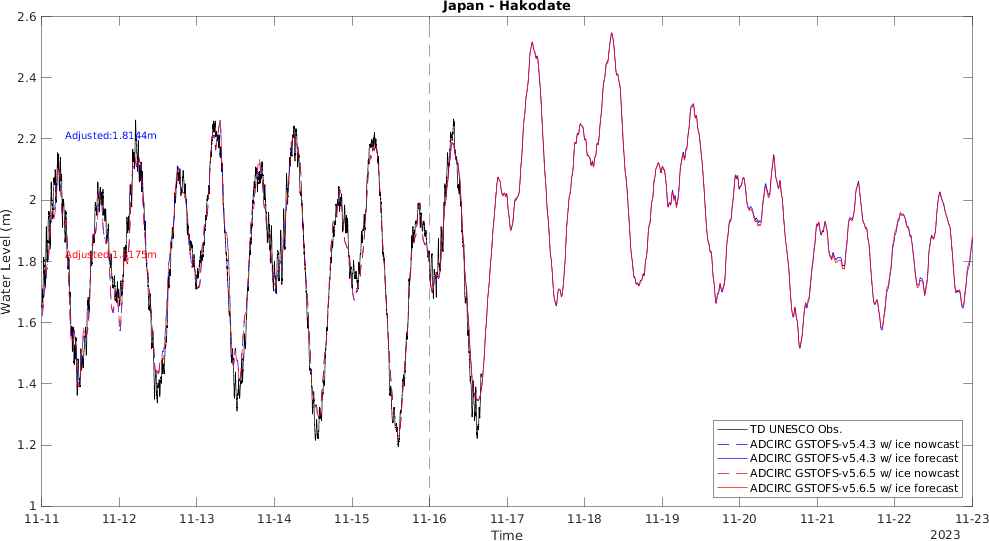 Japan - Hakodate
2.6
2.4
2.2
2
1.8
1.6
1.4
1.2
1
Water Level (m)
Adjusted:1.8144m
Adjusted:1.8175m
TD UNESCO Obs.
ADCIRC GSTOFS-v5.4.3 w/ ice nowcast
ADCIRC GSTOFS-v5.4.3 w/ ice forecast
ADCIRC GSTOFS-v5.6.5 w/ ice nowcast
ADCIRC GSTOFS-v5.6.5 w/ ice forecast
11-11 11-12 11-13 11-14 11-15 11-16 11-17 11-18 11-19 11-20 11-21 11-22 11-23
Time
2023